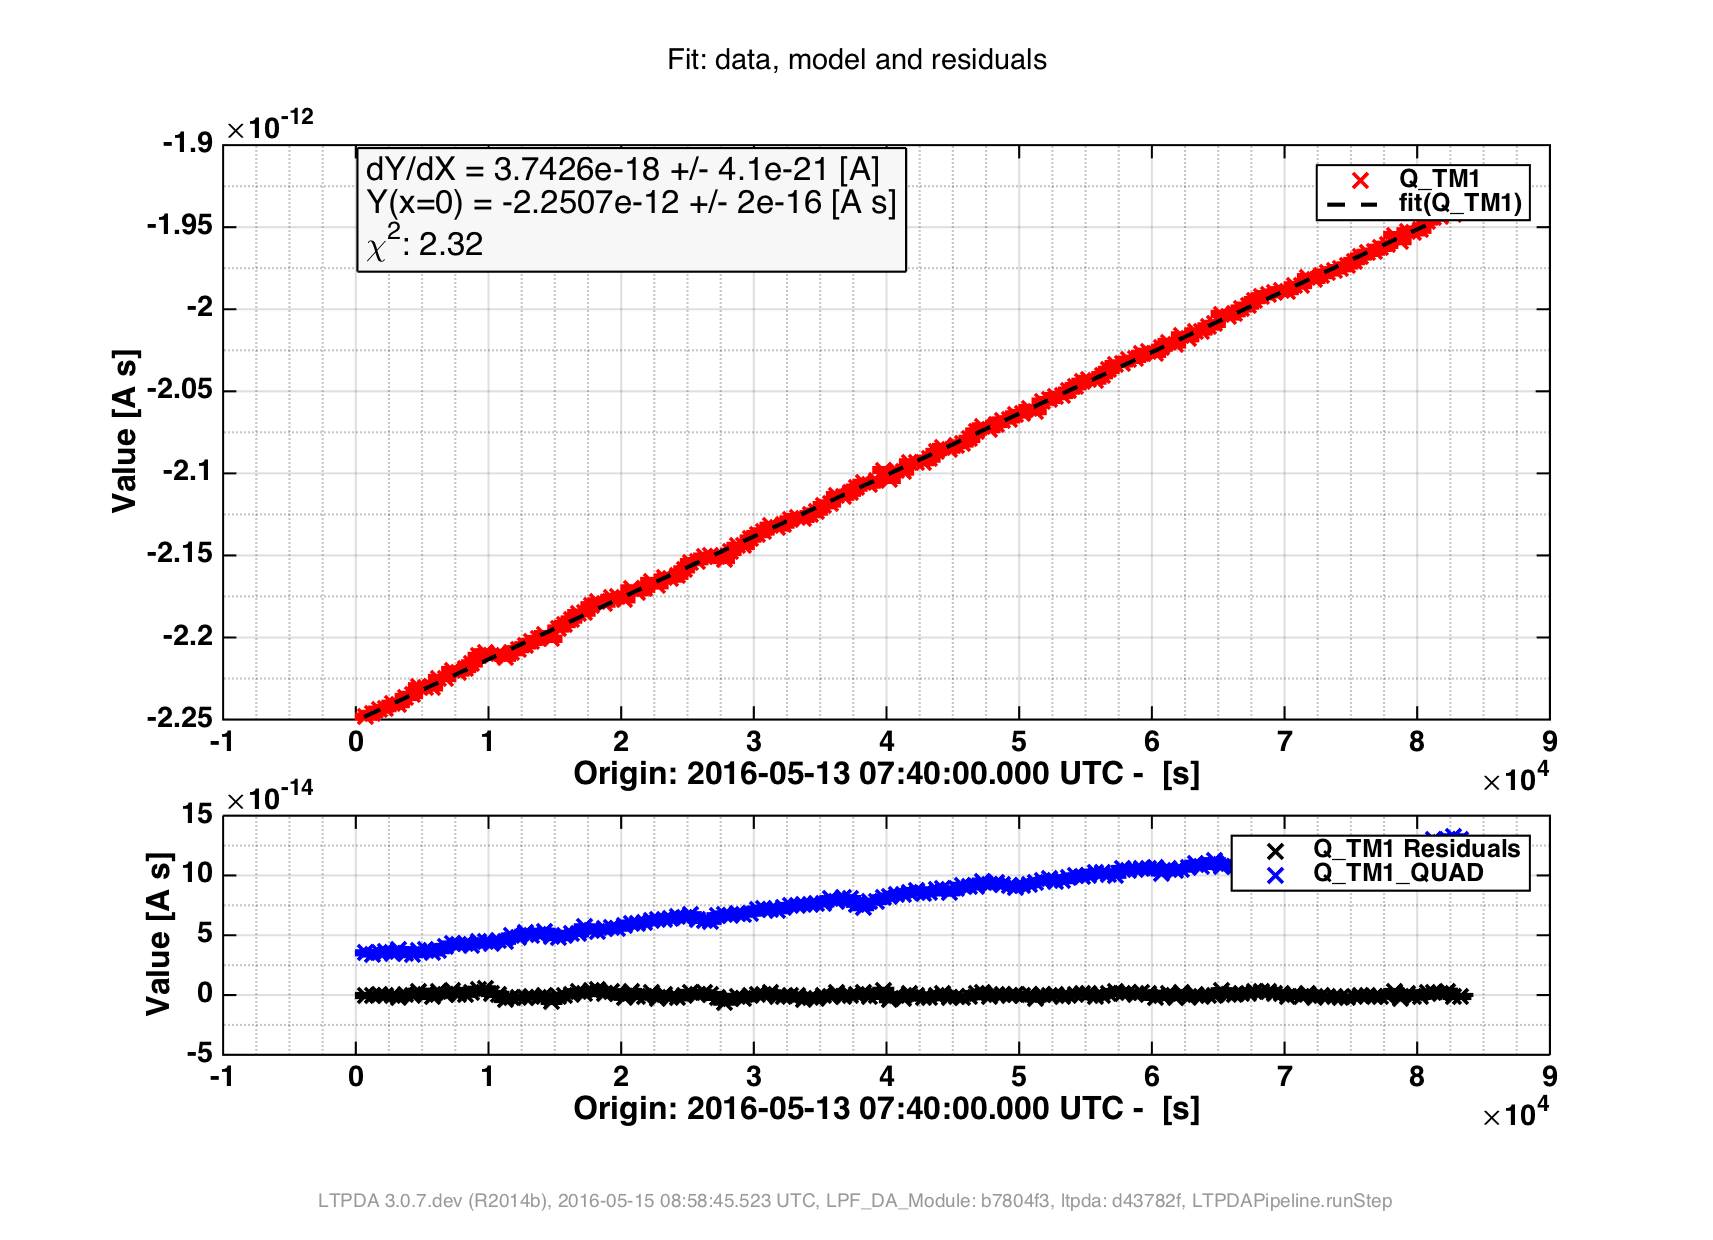 Fit: data, model and residuals
×10-12
-1.9
-1.95
-2
-2.05
-2.1
-2.15
-2.2
-2.25
Value [A s]
dY/dX = 3.7426e-18 +/- 4.1e-21 [A]
Y(x=0) = -2.2507e-12 +/- 2e-16 [A s]
χ2: 2.32
Q_TM1
fit(Q_TM1)
-1 0 1 2 3 4 5 6 7 8 9
Origin: 2016-05-13 07:40:00.000 UTC - [s]
×104
×10-14
15
10
5
0
-5
Value [A s]
Q_TM1 Residuals
Q_TM1_QUAD
-1 0 1 2 3 4 5 6 7 8 9
Origin: 2016-05-13 07:40:00.000 UTC - [s]
×104
LTPDA 3.0.7.dev (R2014b), 2016-05-15 08:58:45.523 UTC, LPF_DA_Module: b7804f3, ltpda: d43782f, LTPDAPipeline.runStep